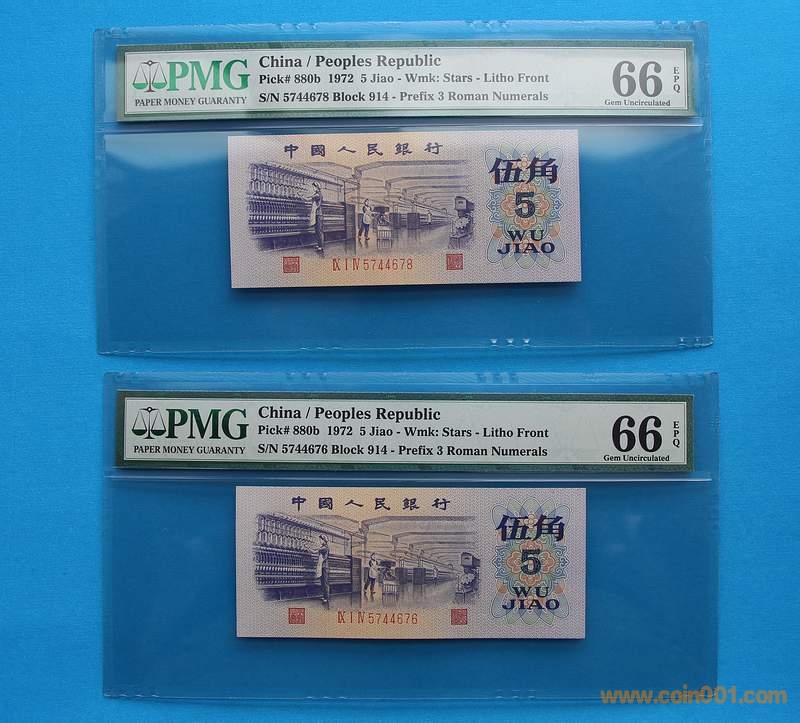 PMG
PAPER MONEY GUARANTY
China / Peoples Republic
Pick# 880b 1972 5 Jiao - Wmk: Stars - Litho Front
S/N 5744678 Block 914 - Prefix 3 Roman Numerals
66
EPQ
Gem Uncirculated
中國人民銀行
伍角
5
WU
JIAO
IX I IV 5744678
PMG
PAPER MONEY GUARANTY
China / Peoples Republic
Pick# 880b 1972 5 Jiao - Wmk: Stars - Litho Front
S/N 5744676 Block 914 - Prefix 3 Roman Numerals
66
EPQ
Gem Uncirculated
中國人民銀行
伍角
5
WU
JIAO
IX I IV 5744676
www.coin001.com